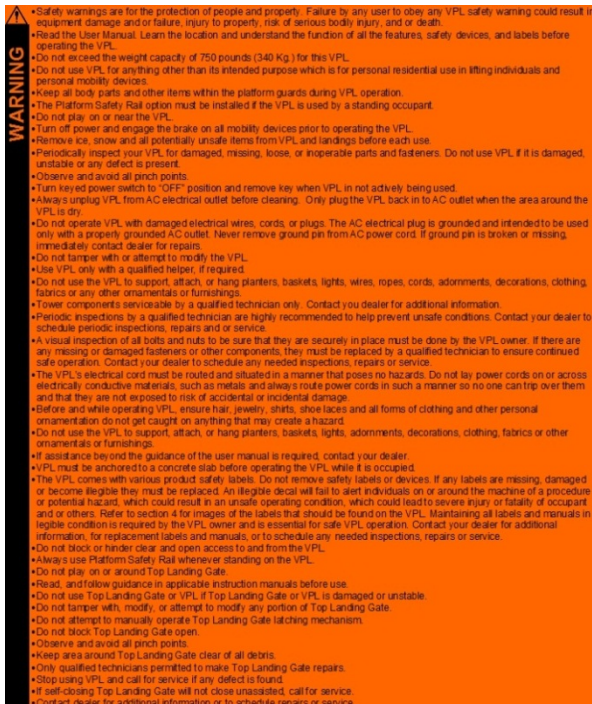 WARNING
•Safety warnings are for the protection of people and property. Failure by any user to obey any VPL safety warning could result in
equipment damage and or failure, injury to property, risk of serious bodily injury, and or death.
•Read the User Manual. Learn the location and understand the function of all the features, safety devices, and labels before
operating the VPL.
•Do not exceed the weight capacity of 750 pounds (340 Kg.) for this VPL.
•Do not use VPL for anything other than its intended purpose which is for personal residential use in lifting individuals and
personal mobility devices.
•Keep all body parts and other items within the platform guards during VPL operation.
•The Platform Safety Rail option must be installed if the VPL is used by a standing occupant.
•Do not play on or near the VPL.
•Turn off power and engage the brake on all mobility devices prior to operating the VPL.
•Remove ice, snow and all potentially unsafe items from VPL and landings before each use.
•Periodically inspect your VPL for damaged, missing, loose, or inoperable parts and fasteners. Do not use VPL if it is damaged,
unstable or any defect is present.
•Observe and avoid all pinch points.
•Turn keyed power switch to "OFF" position and remove key when VPL in not actively being used.
•Always unplug VPL from AC electrical outlet before cleaning. Only plug the VPL back in to AC outlet when the area around the
VPL is dry.
•Do not operate VPL with damaged electrical wires, cords, or plugs. The AC electrical plug is grounded and intended to be used
only with a properly grounded AC outlet. Never remove ground pin from AC power cord. If ground pin is broken or missing,
immediately contact dealer for repairs.
•Do not tamper with or attempt to modify the VPL.
•Use VPL only with a qualified helper, if required.
•Do not use the VPL to support, attach, or hang planters, baskets, lights, wires, ropes, cords, adornments, decorations, clothing,
fabrics or any other ornamentals or furnishings.
•Tower components serviceable by a qualified technician only. Contact you dealer for additional information.
•Periodic inspections by a qualified technician are highly recommended to help prevent unsafe conditions. Contact your dealer to
schedule periodic inspections, repairs and or service.
•A visual inspection of all bolts and nuts to be sure that they are securely in place must be done by the VPL owner. If there are
any missing or damaged fasteners or other components, they must be replaced by a qualified technician to ensure continued
safe operation. Contact your dealer to schedule any needed inspections, repairs or service.
•The VPL's electrical cord must be routed and situated in a manner that poses no hazards. Do not lay power cords on or across
electrically conductive materials, such as metals and always route power cords in such a manner so no one can trip over them
and that they are not exposed to risk of accidental or incidental damage.
•Before and while operating VPL, ensure hair, jewelry, shirts, shoe laces and all forms of clothing and other personal
ornamentation do not get caught on anything that may create a hazard.
•Do not use the VPL to support, attach, or hang planters, baskets, lights, adornments, decorations, clothing, fabrics or other
ornamentals or furnishings.
•If assistance beyond the guidance of the user manual is required, contact your dealer.
•VPL must be anchored to a concrete slab before operating the VPL while it is occupied.
•The VPL comes with various product safety labels. Do not remove safety labels or devices. If any labels are missing, damaged
or become illegible they must be replaced. An illegible decal will fail to alert individuals on or around the machine of a procedure
or potential hazard, which could result in an unsafe operating condition, which could lead to severe injury or fatality of occupant
and or others. Refer to section 4 for images of the labels that should be found on the VPL. Maintaining all labels and manuals in
legible condition is required by the VPL owner and is essential for safe VPL operation. Contact your dealer for additional
information, for replacement labels and manuals, or to schedule any needed inspections, repairs or service.
•Do not block or hinder clear and open access to and from the VPL.
•Always use Platform Safety Rail whenever standing on the VPL.
•Do not play on or around Top Landing Gate.
•Read, and follow guidance in applicable instruction manuals before use.
•Do not use Top Landing Gate or VPL if Top Landing Gate or VPL is damaged or unstable.
•Do not tamper with, modify, or attempt to modify any portion of Top Landing Gate.
•Do not attempt to manually operate Top Landing Gate latching mechanism.
•Do not block Top Landing Gate open.
•Observe and avoid all pinch points.
•Keep area around Top Landing Gate clear of all debris.
•Only qualified technicians permitted to make Top Landing Gate repairs.
•Stop using VPL and call for service if any defect is found.
•If self-closing Top Landing Gate will not close unassisted, call for service.
•Contact dealer for additional information or to schedule repairs or service.